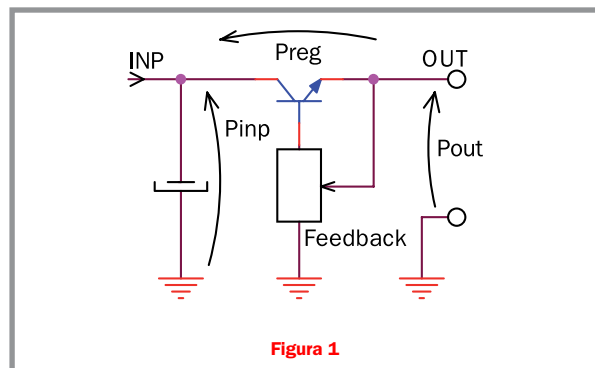 Preg
INP
OUT
Pinp
Pout
Feedback
Figura 1